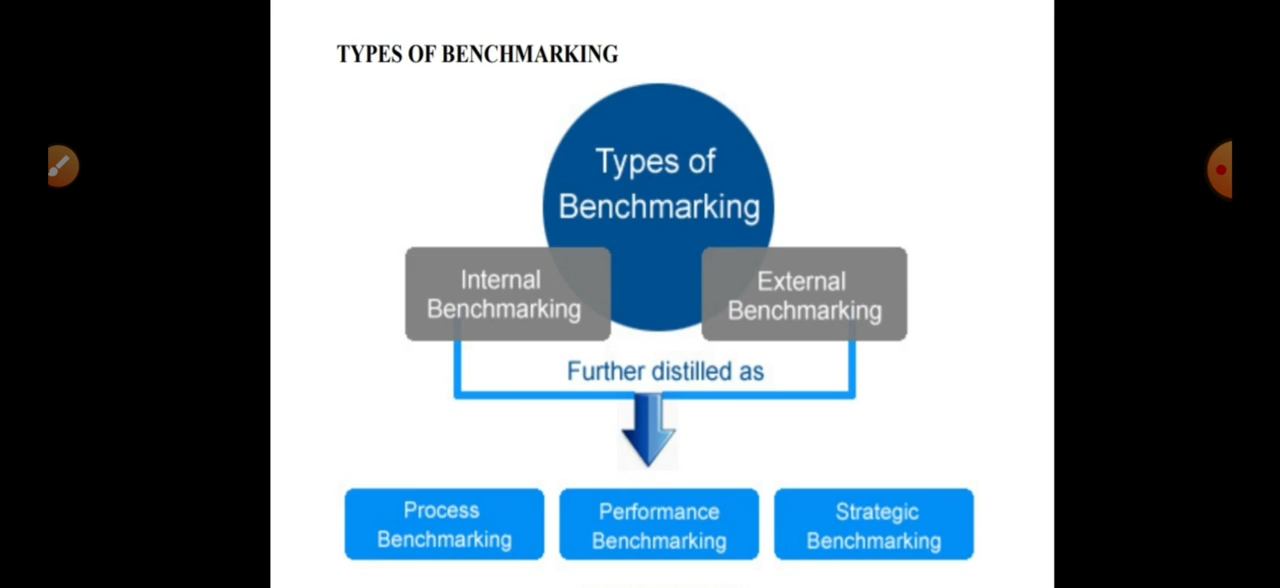 TYPES OF BENCHMARKING
Types of
Benchmarking
Internal
Benchmarking
External
Benchmarking
Further distilled as
Process
Benchmarking
Performance
Benchmarking
Strategic
Benchmarking